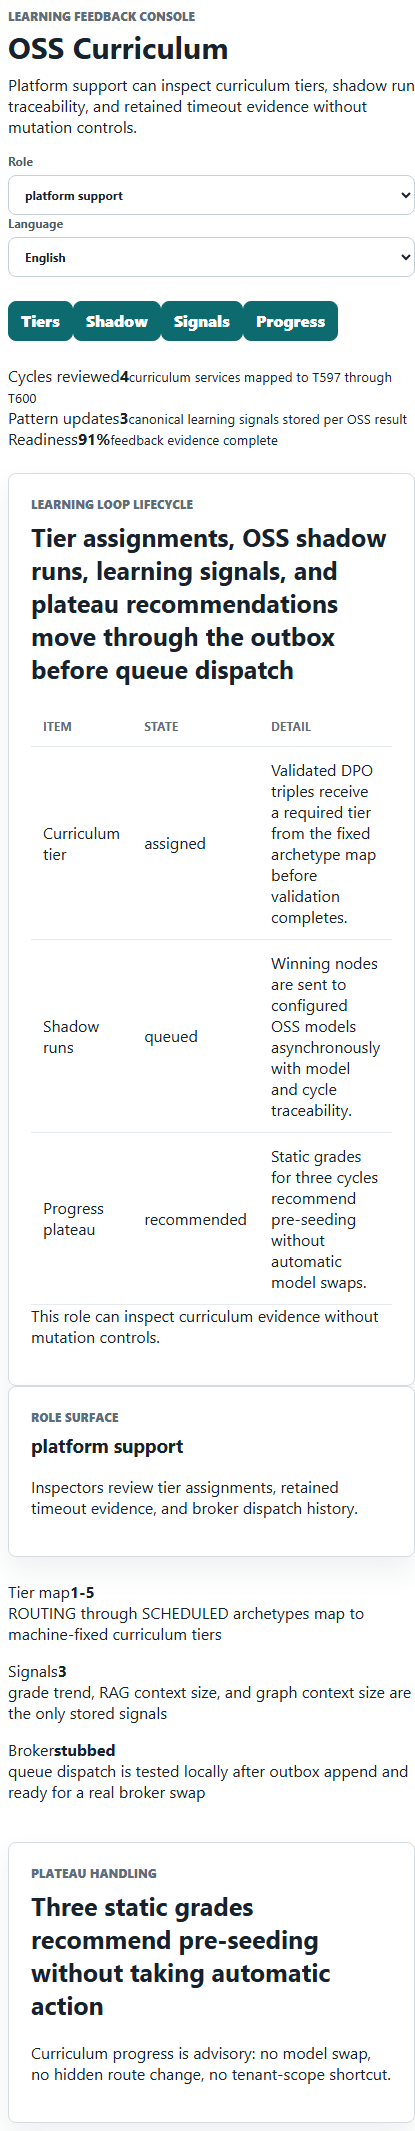 LEARNING FEEDBACK CONSOLE
OSS Curriculum
Platform support can inspect curriculum tiers, shadow run
traceability, and retained timeout evidence without
mutation controls.
Role
platform support
Language
English
Tiers Shadow Signals Progress
Cycles reviewed4curriculum services mapped to T597 through
T600
Pattern updates3canonical learning signals stored per OSS result
Readiness91%feedback evidence complete
LEARNING LOOP LIFECYCLE
Tier assignments, OSS shadow
runs, learning signals, and
plateau recommendations
move through the outbox
before queue dispatch
ITEM STATE DETAIL
Curriculum
tier
assigned
Validated DPO
triples receive
a required tier
from the fixed
archetype map
before
validation
completes.
Shadow
runs
queued
Winning nodes
are sent to
configured
OSS models
asynchronously
with model
and cycle
traceability.
Progress
plateau
recommended
Static grades
for three cycles
recommend
pre-seeding
without
automatic
model swaps.
This role can inspect curriculum evidence without
mutation controls.
ROLE SURFACE
platform support
Inspectors review tier assignments, retained
timeout evidence, and broker dispatch history.
Tier map1-5
ROUTING through SCHEDULED archetypes map to
machine-fixed curriculum tiers
Signals3
grade trend, RAG context size, and graph context size are
the only stored signals
Brokerstubbed
queue dispatch is tested locally after outbox append and
ready for a real broker swap
PLATEAU HANDLING
Three static grades
recommend pre-seeding
without taking automatic
action
Curriculum progress is advisory: no model swap,
no hidden route change, no tenant-scope shortcut.